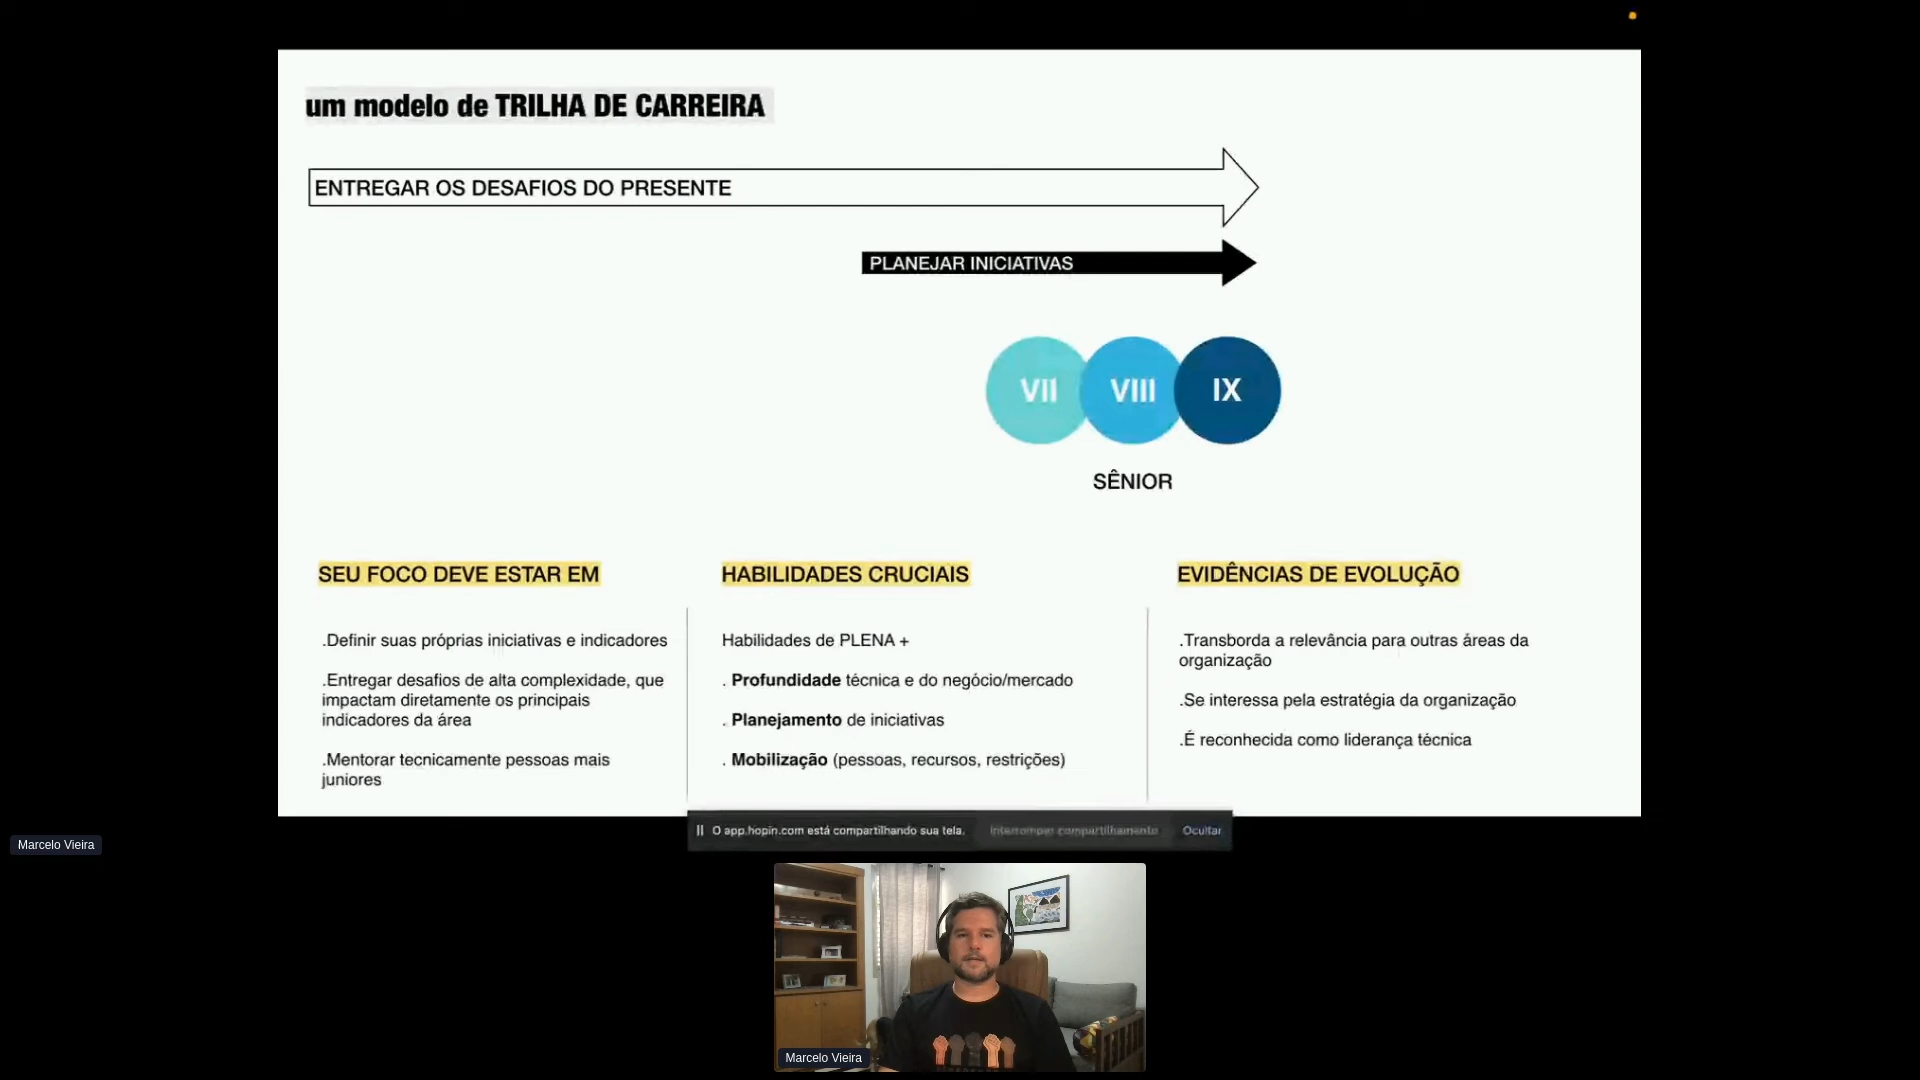 um modelo de TRILHA DE CARREIRA
ENTREGAR OS DESAFIOS DO PRESENTE
PLANEJAR INICIATIVAS
VII VIII IX
SÊNIOR
SEU FOCO DEVE ESTAR EM
.Definir suas próprias iniciativas e indicadores
.Entregar desafios de alta complexidade, que
impactam diretamente os principais
indicadores da área
.Mentorar tecnicamente pessoas mais
juniores
HABILIDADES CRUCIAIS
Habilidades de PLENA +
. Profundidade técnica e do negócio/mercado
. Planejamento de iniciativas
. Mobilização (pessoas, recursos, restrições)
EVIDÊNCIAS DE EVOLUÇÃO
.Transborda a relevância para outras áreas da
organização
.Se interessa pela estratégia da organização
.É reconhecida como liderança técnica
O app.hopin.com está compartilhando sua tela. Interromper compartilhamento Ocultar
Marcelo Vieira
Marcelo Vieira